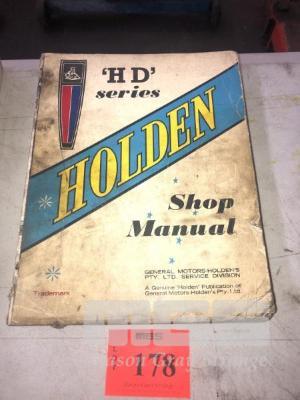 'HD'
series
HOLDEN
Shop
Manual
GENERAL MOTORS-HOLDEN'S
PTY. LTD. SERVICE DIVISION
A Genuine 'Holden' Publication of
General Motors-Holden's Pty. Ltd.
Trademark
MGS
178